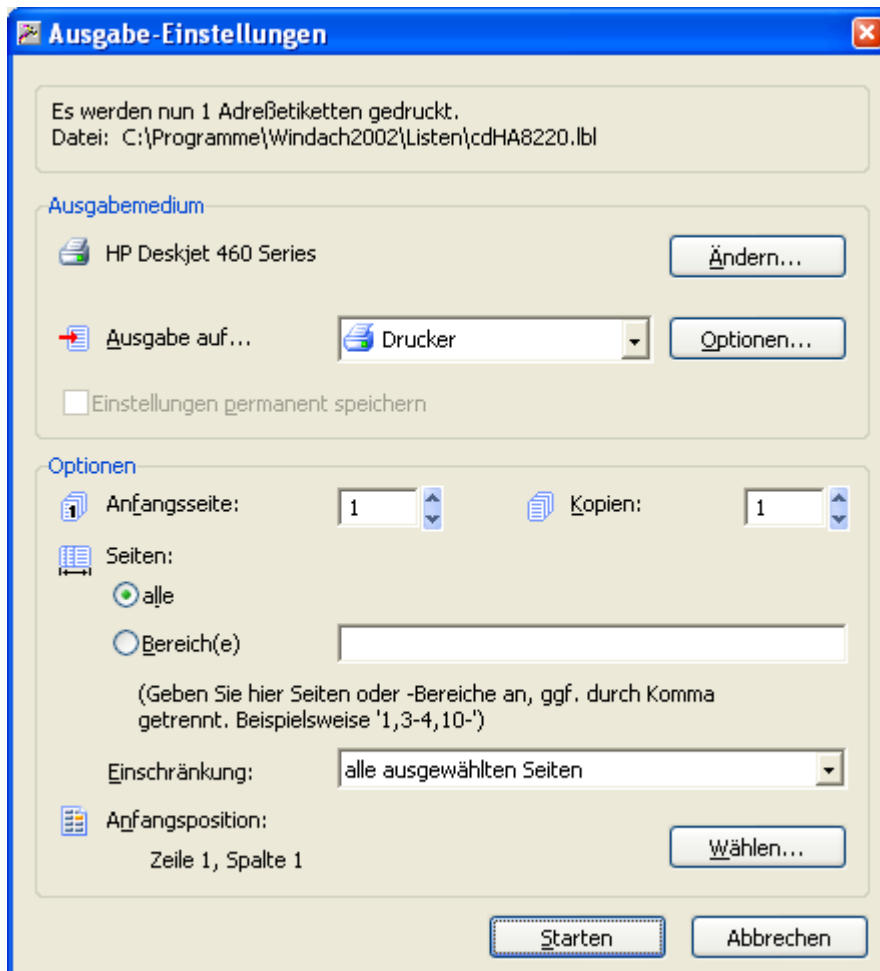 Ausgabe-Einstellungen
Es werden nun 1 Adreßetiketten gedruckt.
Datei: C:\Programme\Windach2002\Listen\cdHA8220.lbl
Ausgabemedium
HP Deskjet 460 Series
Ändern...
Ausgabe auf...
Drucker
Optionen...
Einstellungen permanent speichern
Optionen
Anfangsseite:
1
Kopien:
1
Seiten:
alle
Bereich(e)
(Geben Sie hier Seiten oder -Bereiche an, ggf. durch Komma
getrennt. Beispielsweise '1,3-4,10-')
Einschränkung:
alle ausgewählten Seiten
Anfangsposition:
Zeile 1, Spalte 1
Wählen...
Starten
Abbrechen